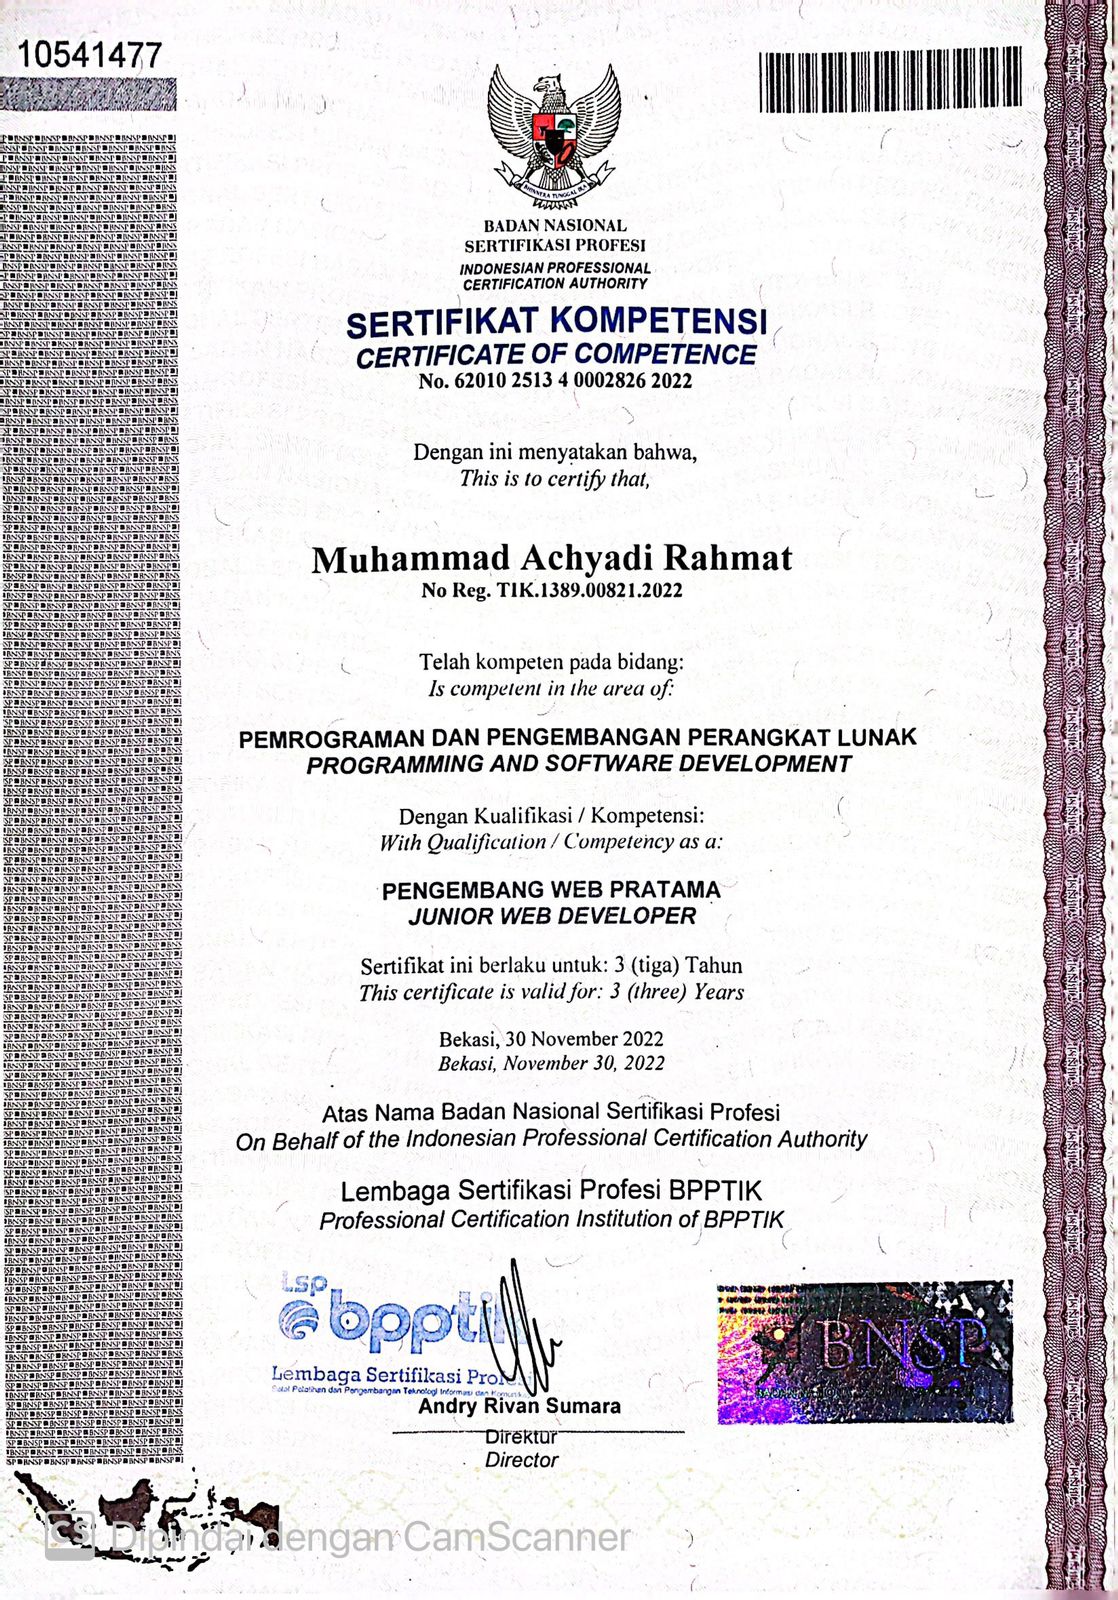 10541477
BHINNEKA TUNGGAL IKA
BADAN NASIONAL
SERTIFIKASI PROFESI
INDONESIAN PROFESSIONAL
CERTIFICATION AUTHORITY
SERTIFIKAT KOMPETENSI
CERTIFICATE OF COMPETENCE
No. 62010 2513 4 0002826 2022
Dengan ini menyatakan bahwa,
This is to certify that,
Muhammad Achyadi Rahmat
No Reg. TIK.1389.00821.2022
Telah kompeten pada bidang:
Is competent in the area of:
PEMROGRAMAN DAN PENGEMBANGAN PERANGKAT LUNAK
PROGRAMMING AND SOFTWARE DEVELOPMENT
Dengan Kualifikasi / Kompetensi:
With Qualification / Competency as a:
PENGEMBANG WEB PRATAMA
JUNIOR WEB DEVELOPER
Sertifikat ini berlaku untuk: 3 (tiga) Tahun
This certificate is valid for: 3 (three) Years
Bekasi, 30 November 2022
Bekasi, November 30, 2022
Atas Nama Badan Nasional Sertifikasi Profesi
On Behalf of the Indonesian Professional Certification Authority
Lembaga Sertifikasi Profesi BPPTIK
Professional Certification Institution of BPPTIK
LSP
bpptik
Lembaga Sertifikasi Profesi
Balai Pelatihan dan Pengembangan Teknologi Informasi dan Komunikasi
BNSP
Andry Rivan Sumara
Direktur
Director
CS Dipindai dengan CamScanner